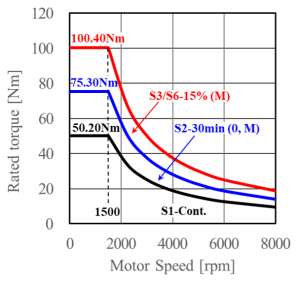 120
100.40Nm
100
80
75.30Nm
S3/S6-15% (M)
60
50.20Nm
S2-30min (0, M)
40
20
1500
S1-Cont.
0
0 2000 4000 6000 8000
Motor Speed [rpm]
Rated torque [Nm]